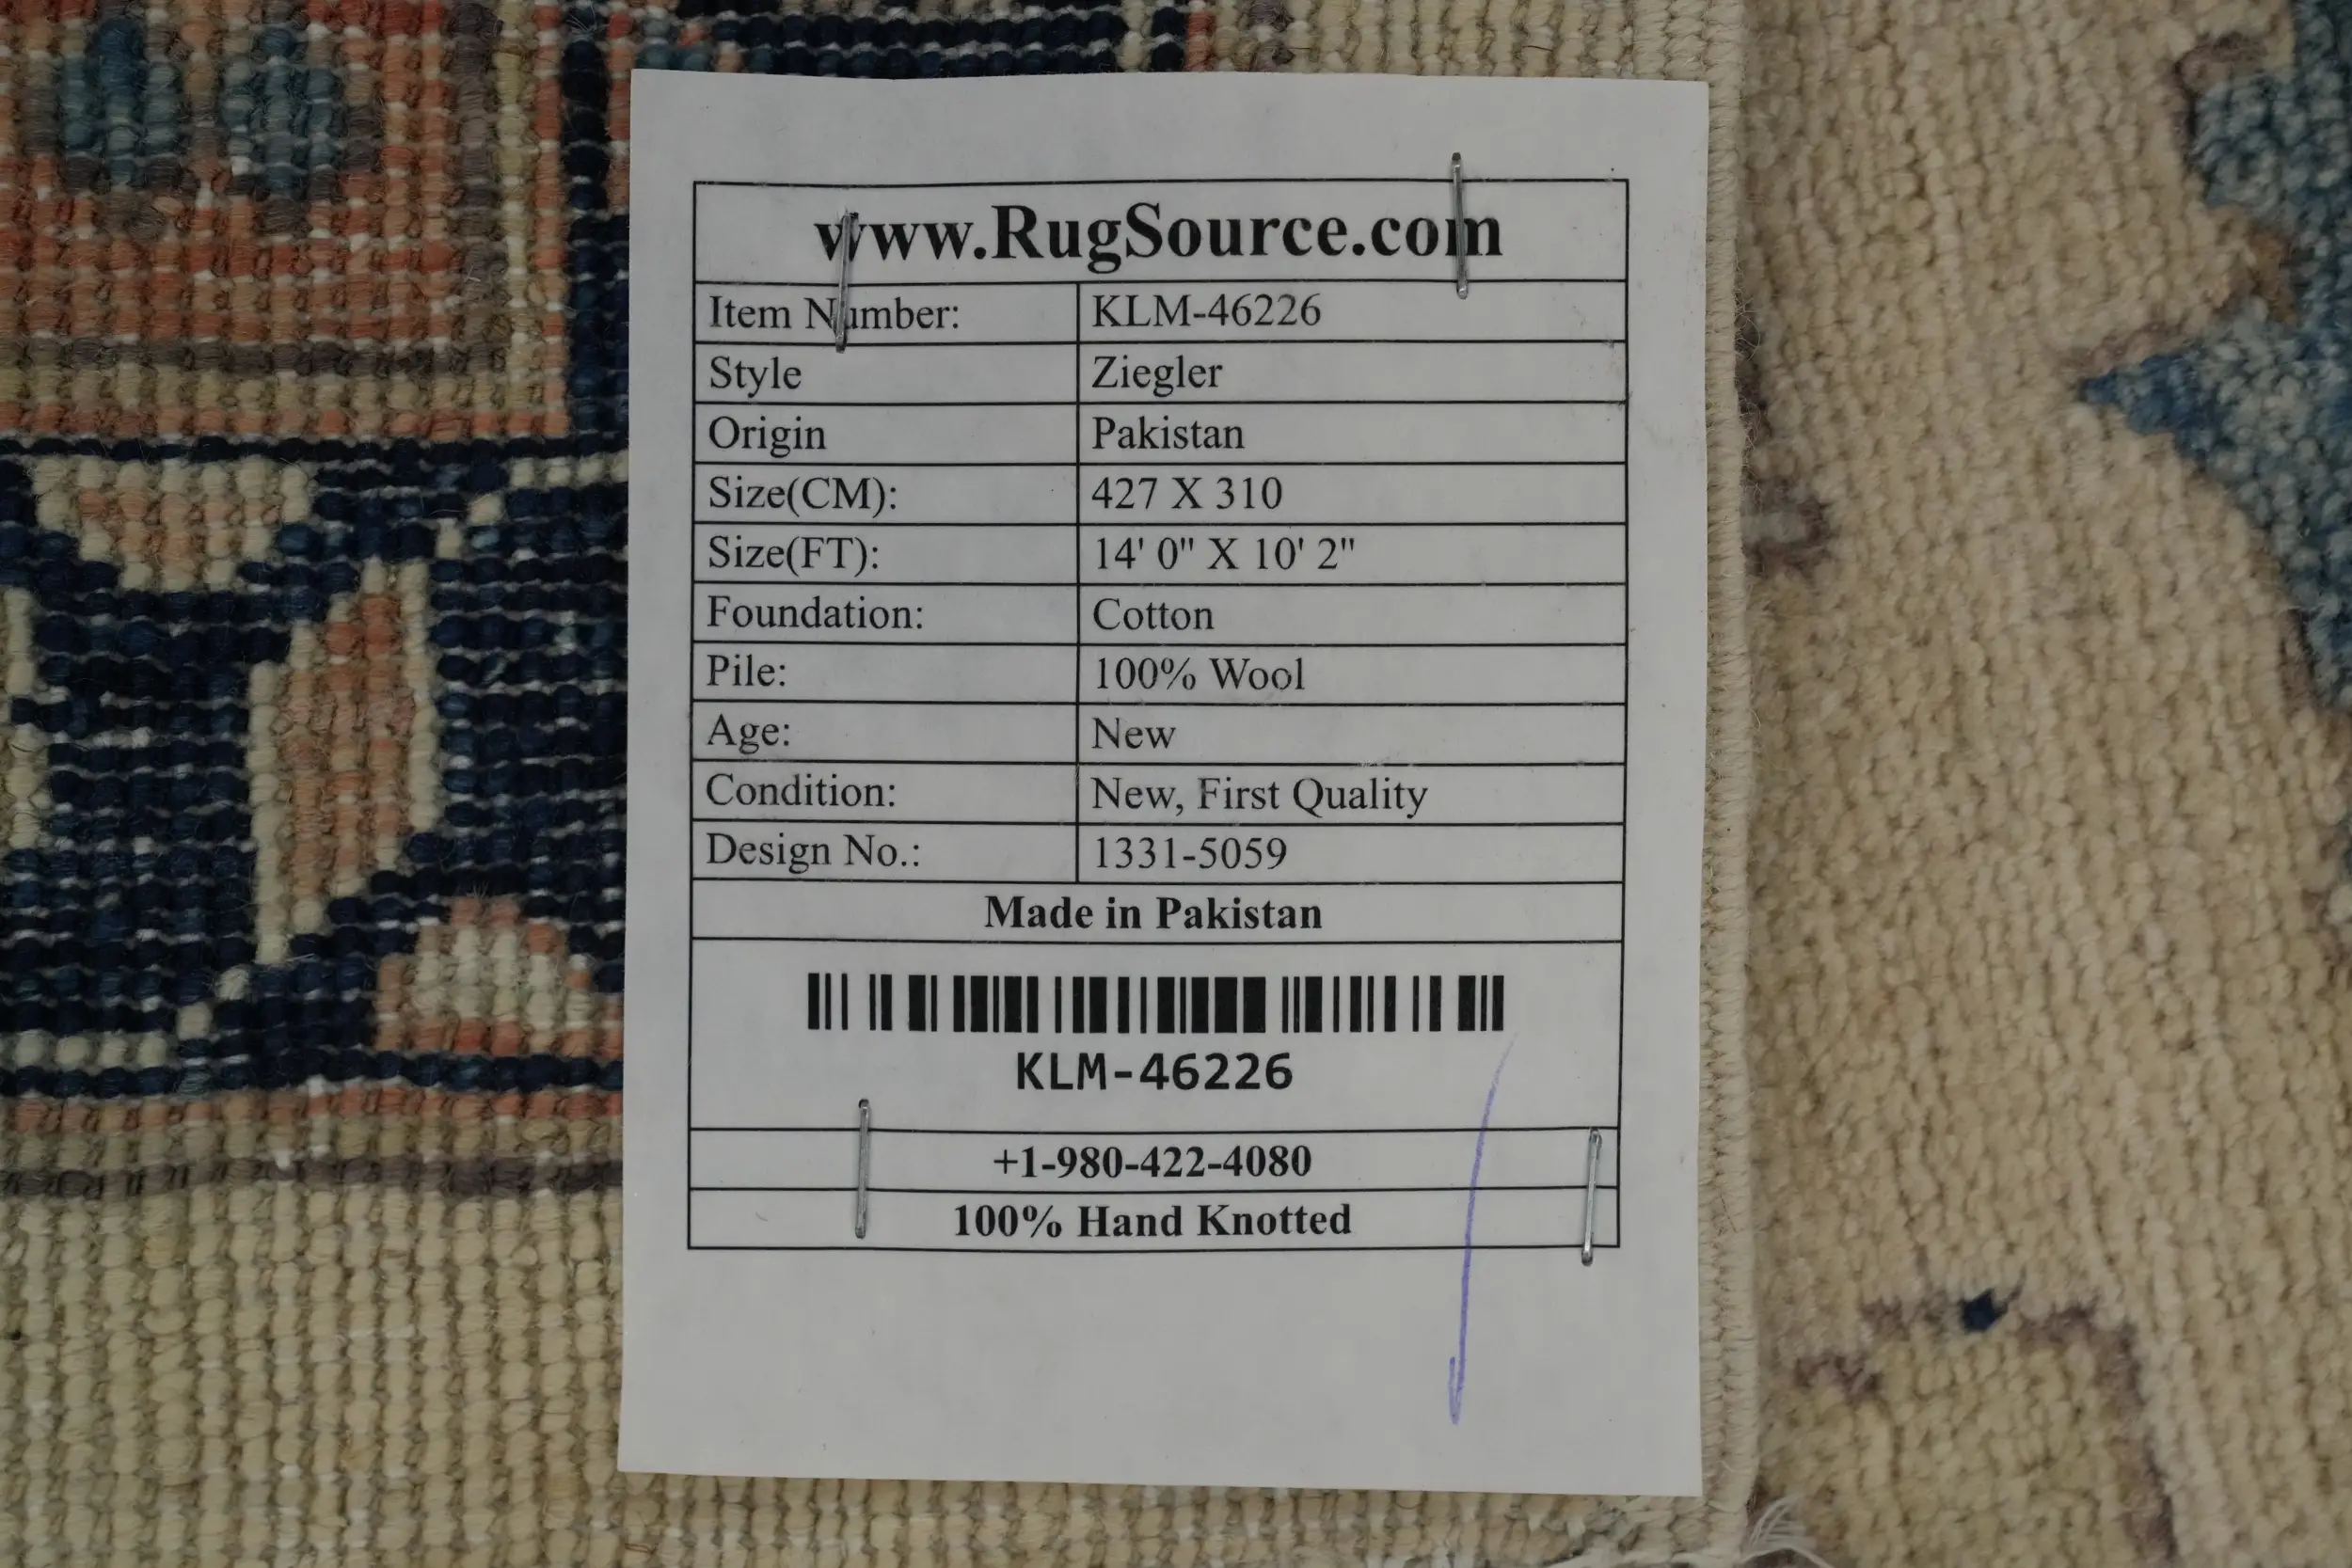 www.RugSource.com
Item Number: KLM-46226
Style Ziegler
Origin Pakistan
Size(CM): 427 X 310
Size(FT): 14' 0" X 10' 2"
Foundation: Cotton
Pile: 100% Wool
Age: New
Condition: New, First Quality
Design No.: 1331-5059
Made in Pakistan
KLM-46226
+1-980-422-4080
100% Hand Knotted